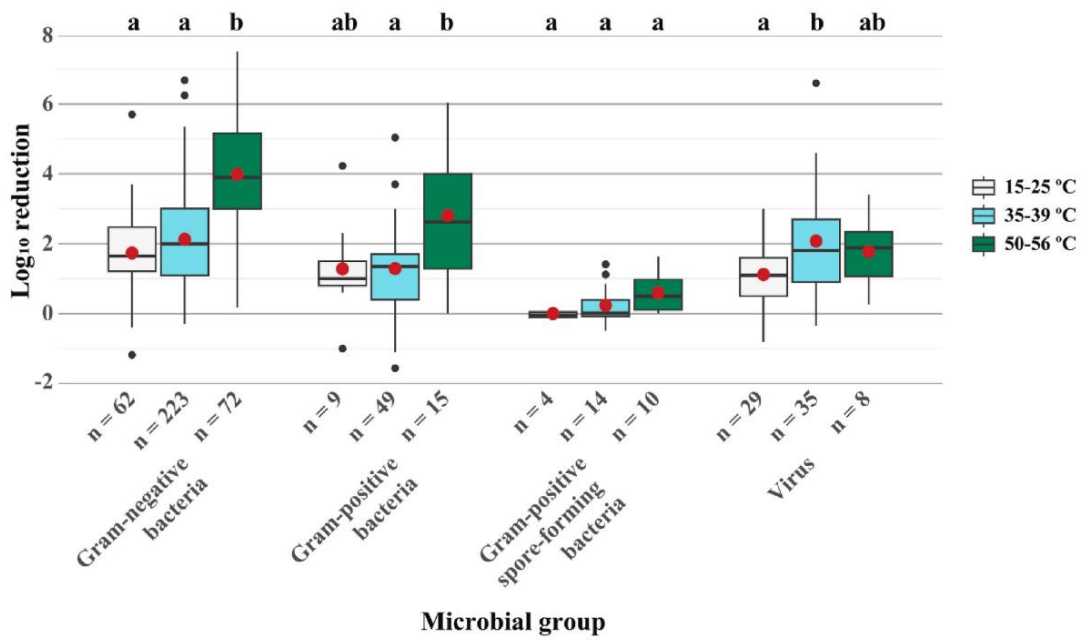 a a b ab a b a a a a b ab
8
6
4
2
0
-2
Log₁₀ reduction
15-25 ºC
35-39 ºC
50-56 ºC
n = 62
n = 223
n = 72
n = 9
n = 49
n = 15
n = 4
n = 14
n = 10
n = 29
n = 35
n = 8
Gram-negative
bacteria
Gram-positive
bacteria
Gram-positive
spore-forming
bacteria
Virus
Microbial group